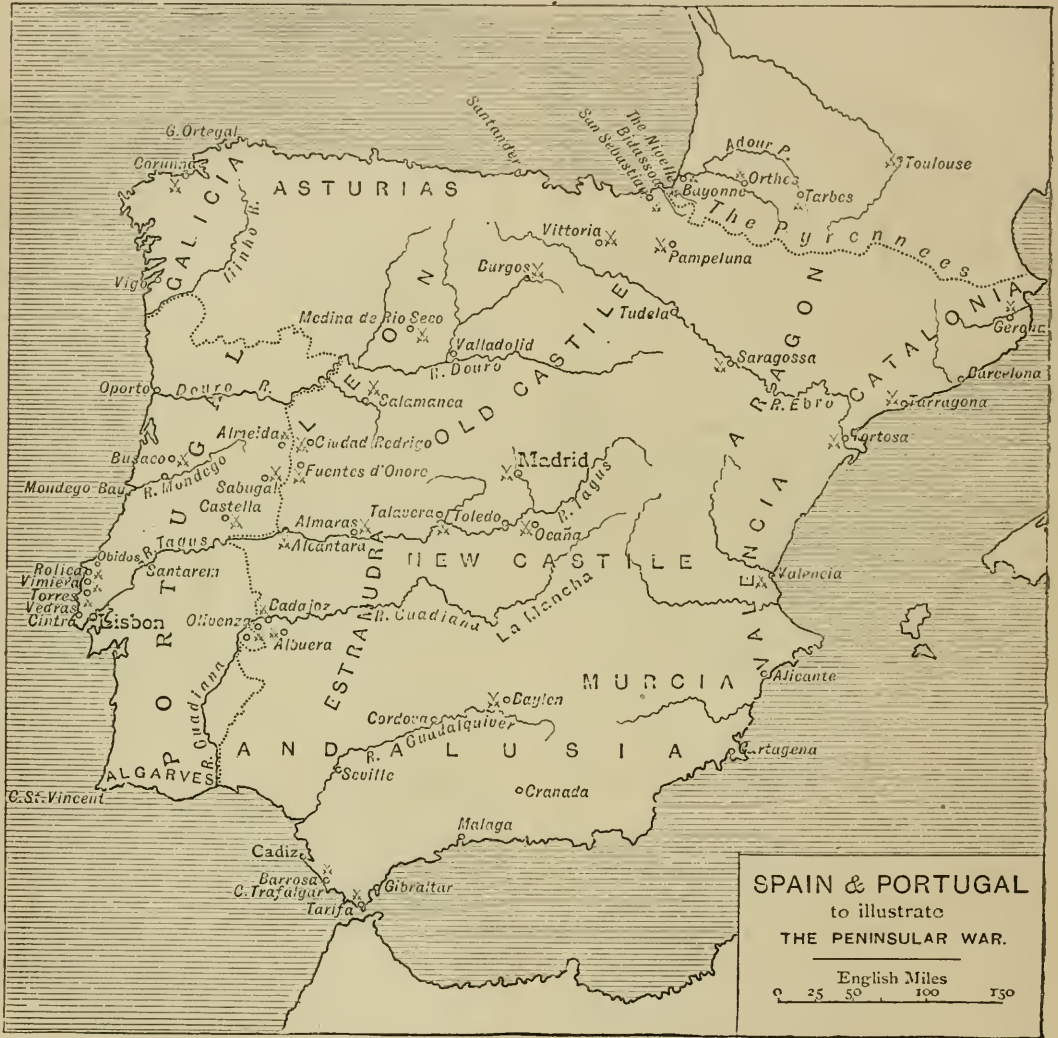 G. Ortegal
Corunna
GALICIA
Minho R.
Vigo
ASTURIAS
Santander
The Nivelle
Bidassoa
San Sebastian
Adour P.
Bayonne
Orthes
Tarbes
Toulouse
The Pyrennees
Vittoria
Pampeluna
Burgos
Medina de Rio Seco
Valladolid
R. Douro
LEON
OLD CASTILE
Tudela
Saragossa
ARAGON
R. Ebro
CATALONIA
Gerona
Barcelona
Tarragona
Tortosa
Oporto
Douro R.
Salamanca
Almeida
Ciudad Rodrigo
Busaco
R. Mondego
Fuentes d'Onore
Mondego Bay
Sabugal
Castella
Madrid
R. Tagus
Talavera
Toledo
Almaras
Ocaña
Alcantara
NEW CASTILE
R. Tagus
Obidos
Roliça
Vimiera
Torres
Vedras
Cintra
Lisbon
Santarem
PORTUGAL
Olivenza
Badajoz
Albuera
R. Guadiana
La Mancha
ESTRAMUDRA
VALENCIA
Valencia
Alicante
MURCIA
Cartagena
Baylen
Cordova
R. Guadalquiver
R. Guadiana
ANDALUSIA
Seville
Granada
ALGARVES
C. St. Vincent
Malaga
Cadiz
Barrosa
C. Trafalgar
Gibraltar
Tarifa
SPAIN & PORTUGAL
to illustrate
THE PENINSULAR WAR.
English Miles
0 25 50 100 150